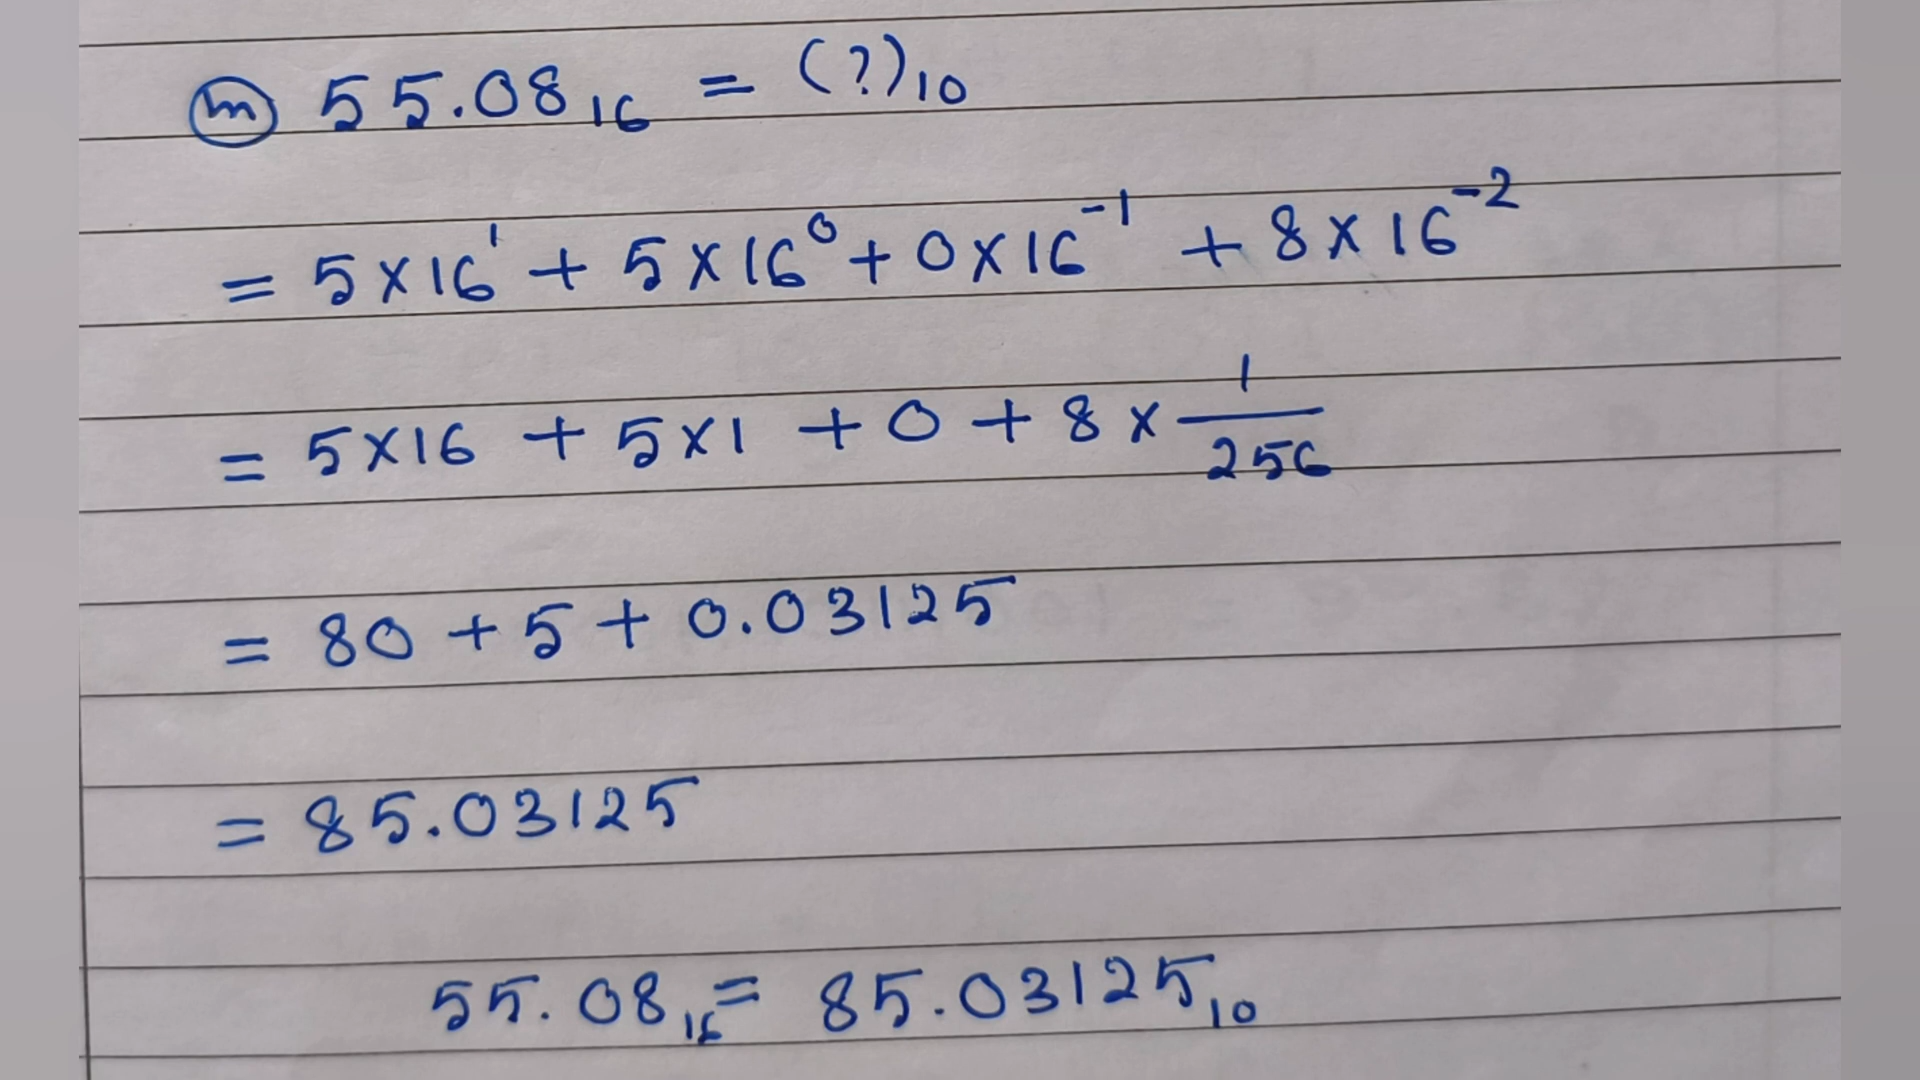 (m) 55.08₁₆ = (?)₁₀
= 5×16¹ + 5×16⁰ + 0×16⁻¹ + 8×16⁻²
= 5×16 + 5×1 + 0 + 8 × 1/256
= 80 + 5 + 0.03125
= 85.03125
55.08₁₆ = 85.03125₁₀